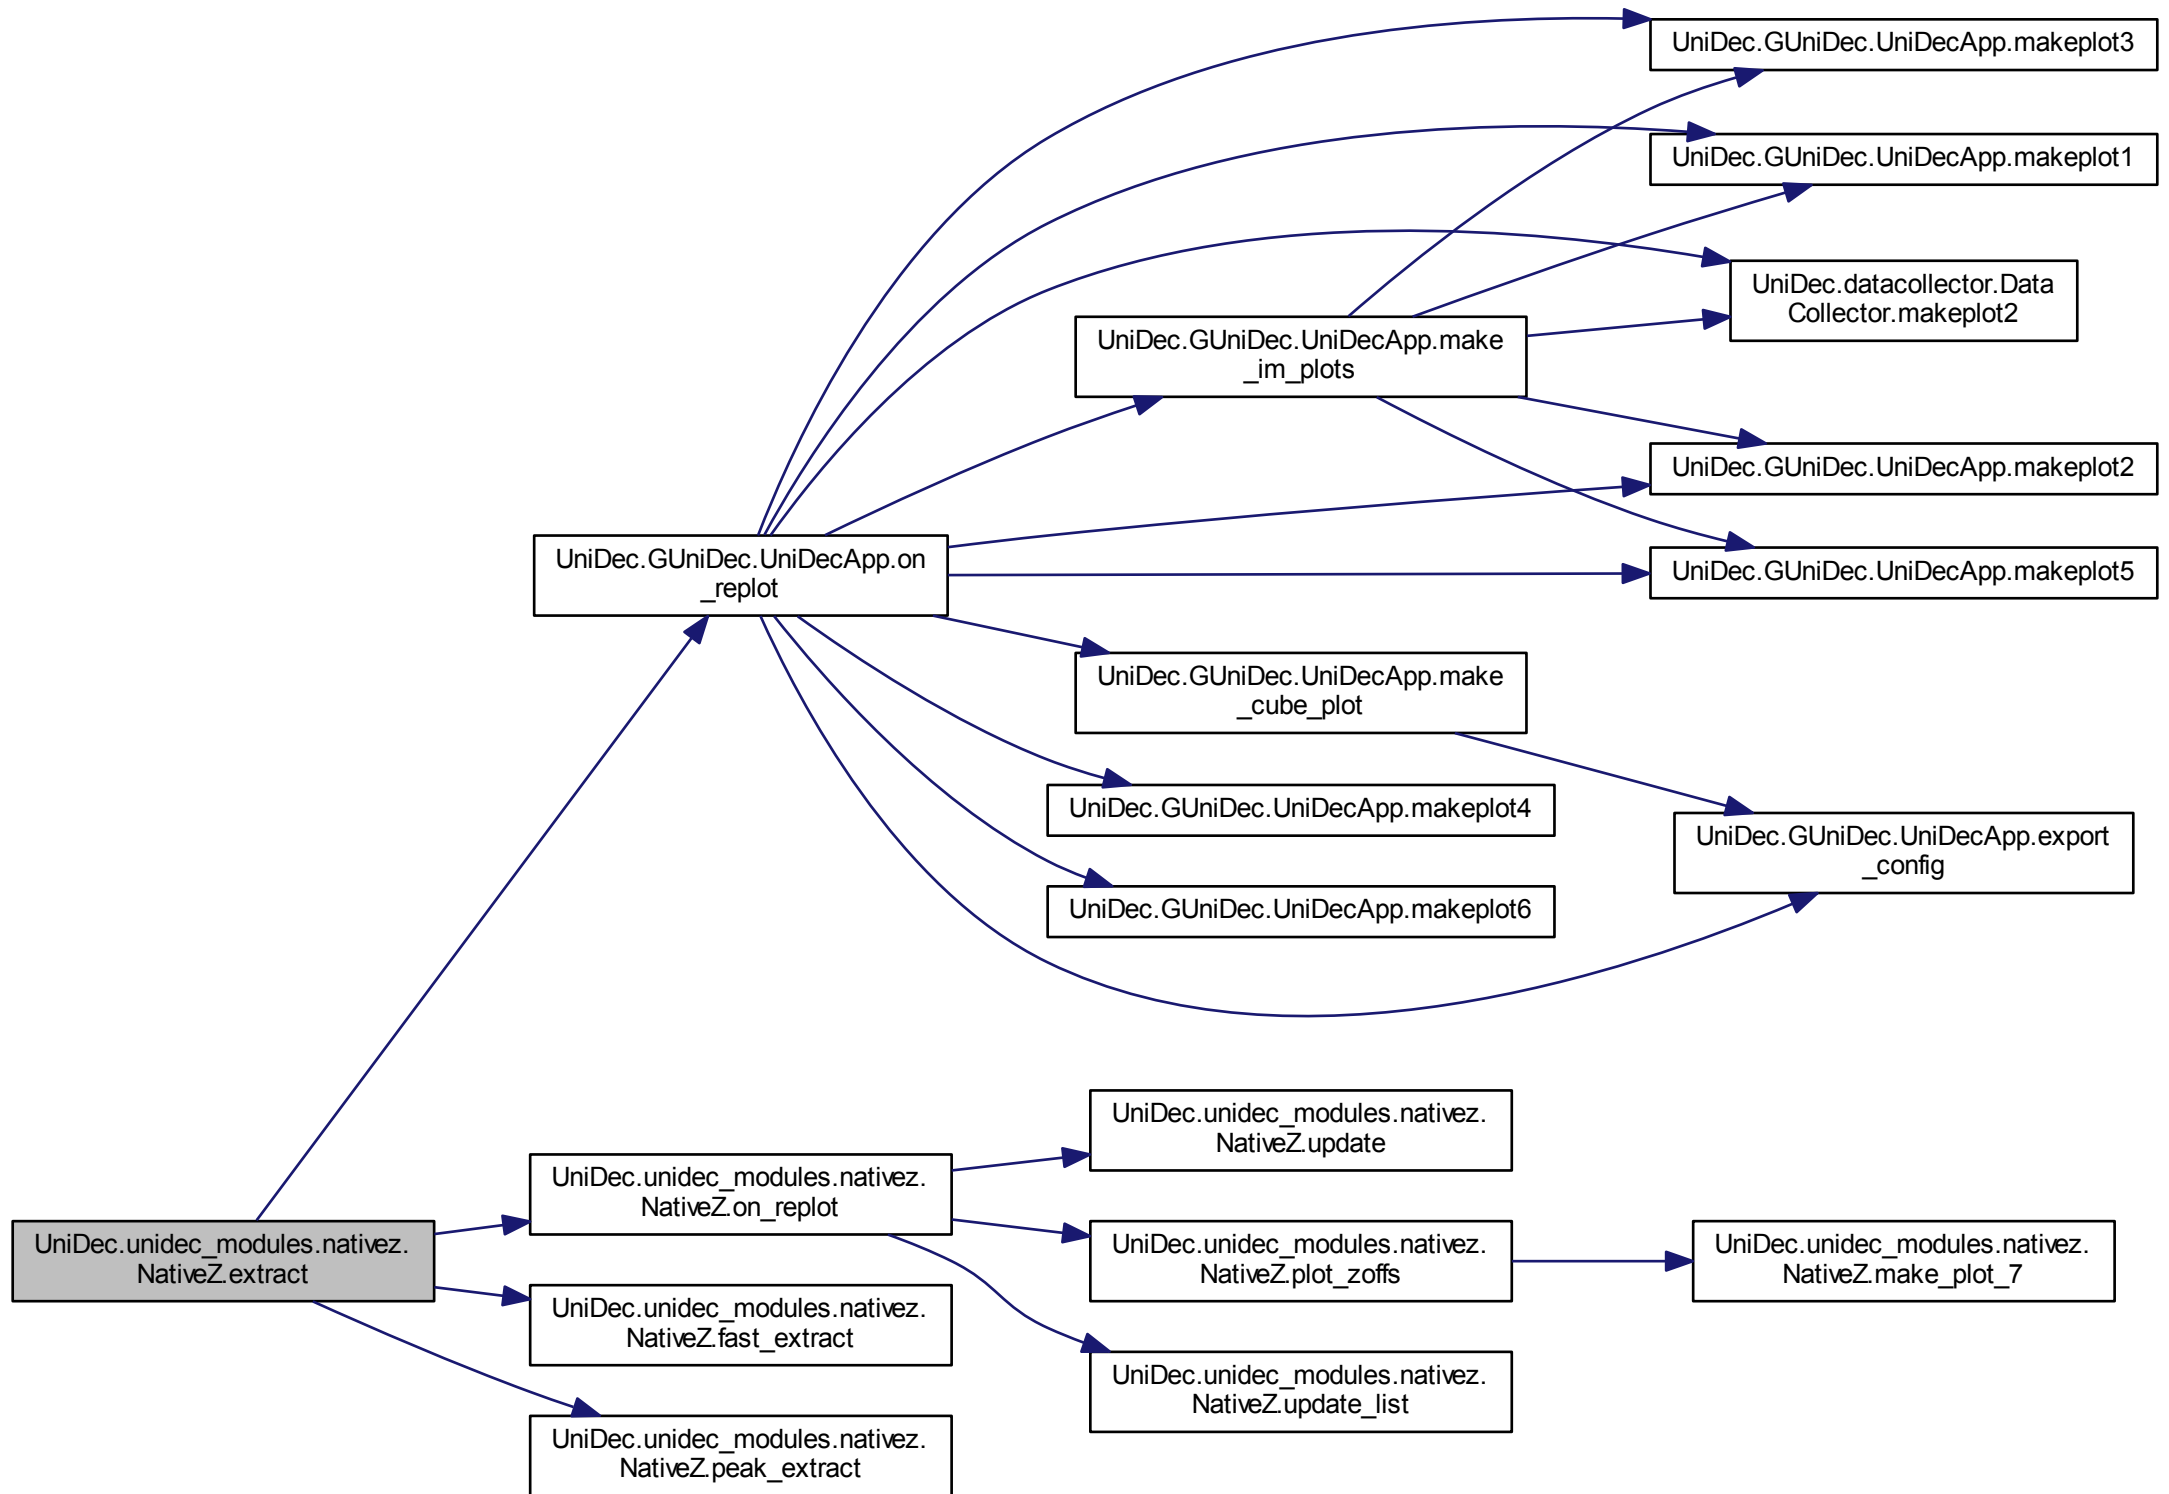 UniDec.GUniDec.UniDecApp.makeplot3
UniDec.GUniDec.UniDecApp.makeplot1
UniDec.datacollector.Data
Collector.makeplot2
UniDec.GUniDec.UniDecApp.make
_im_plots
UniDec.GUniDec.UniDecApp.makeplot2
UniDec.GUniDec.UniDecApp.on
_replot
UniDec.GUniDec.UniDecApp.makeplot5
UniDec.GUniDec.UniDecApp.make
_cube_plot
UniDec.GUniDec.UniDecApp.makeplot4
UniDec.GUniDec.UniDecApp.export
_config
UniDec.GUniDec.UniDecApp.makeplot6
UniDec.unidec_modules.nativez.
NativeZ.update
UniDec.unidec_modules.nativez.
NativeZ.on_replot
UniDec.unidec_modules.nativez.
NativeZ.extract
UniDec.unidec_modules.nativez.
NativeZ.plot_zoffs
UniDec.unidec_modules.nativez.
NativeZ.make_plot_7
UniDec.unidec_modules.nativez.
NativeZ.fast_extract
UniDec.unidec_modules.nativez.
NativeZ.update_list
UniDec.unidec_modules.nativez.
NativeZ.peak_extract